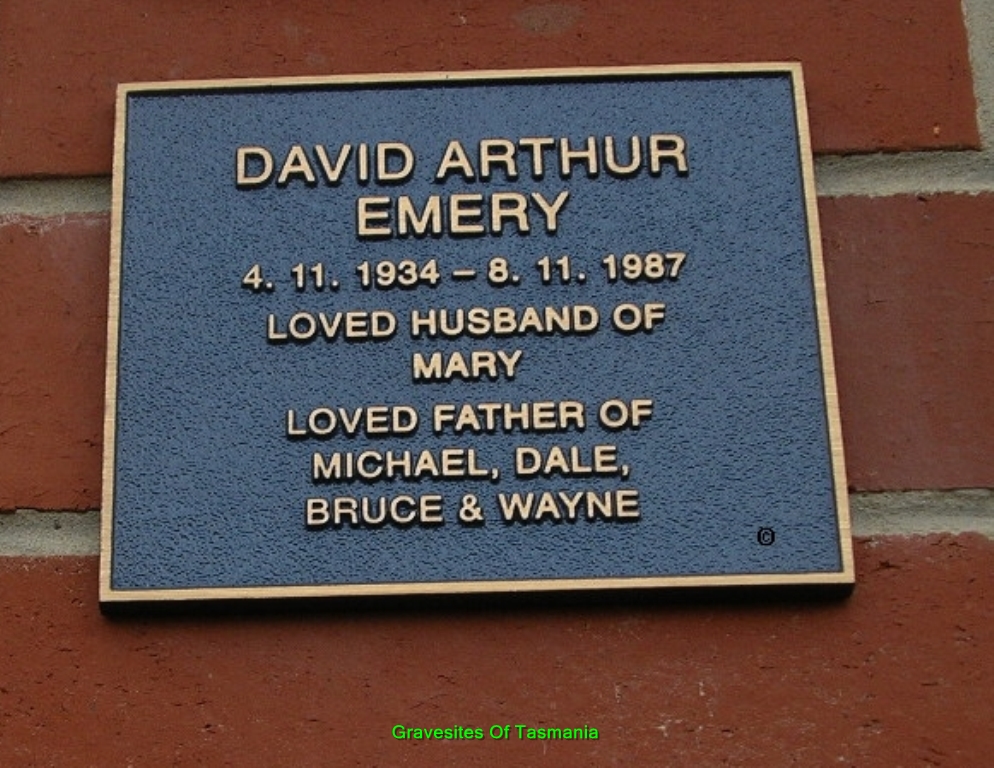 DAVID ARTHUR
EMERY
4. 11. 1934 – 8. 11. 1987
LOVED HUSBAND OF
MARY
LOVED FATHER OF
MICHAEL, DALE,
BRUCE & WAYNE
©
Gravesites Of Tasmania